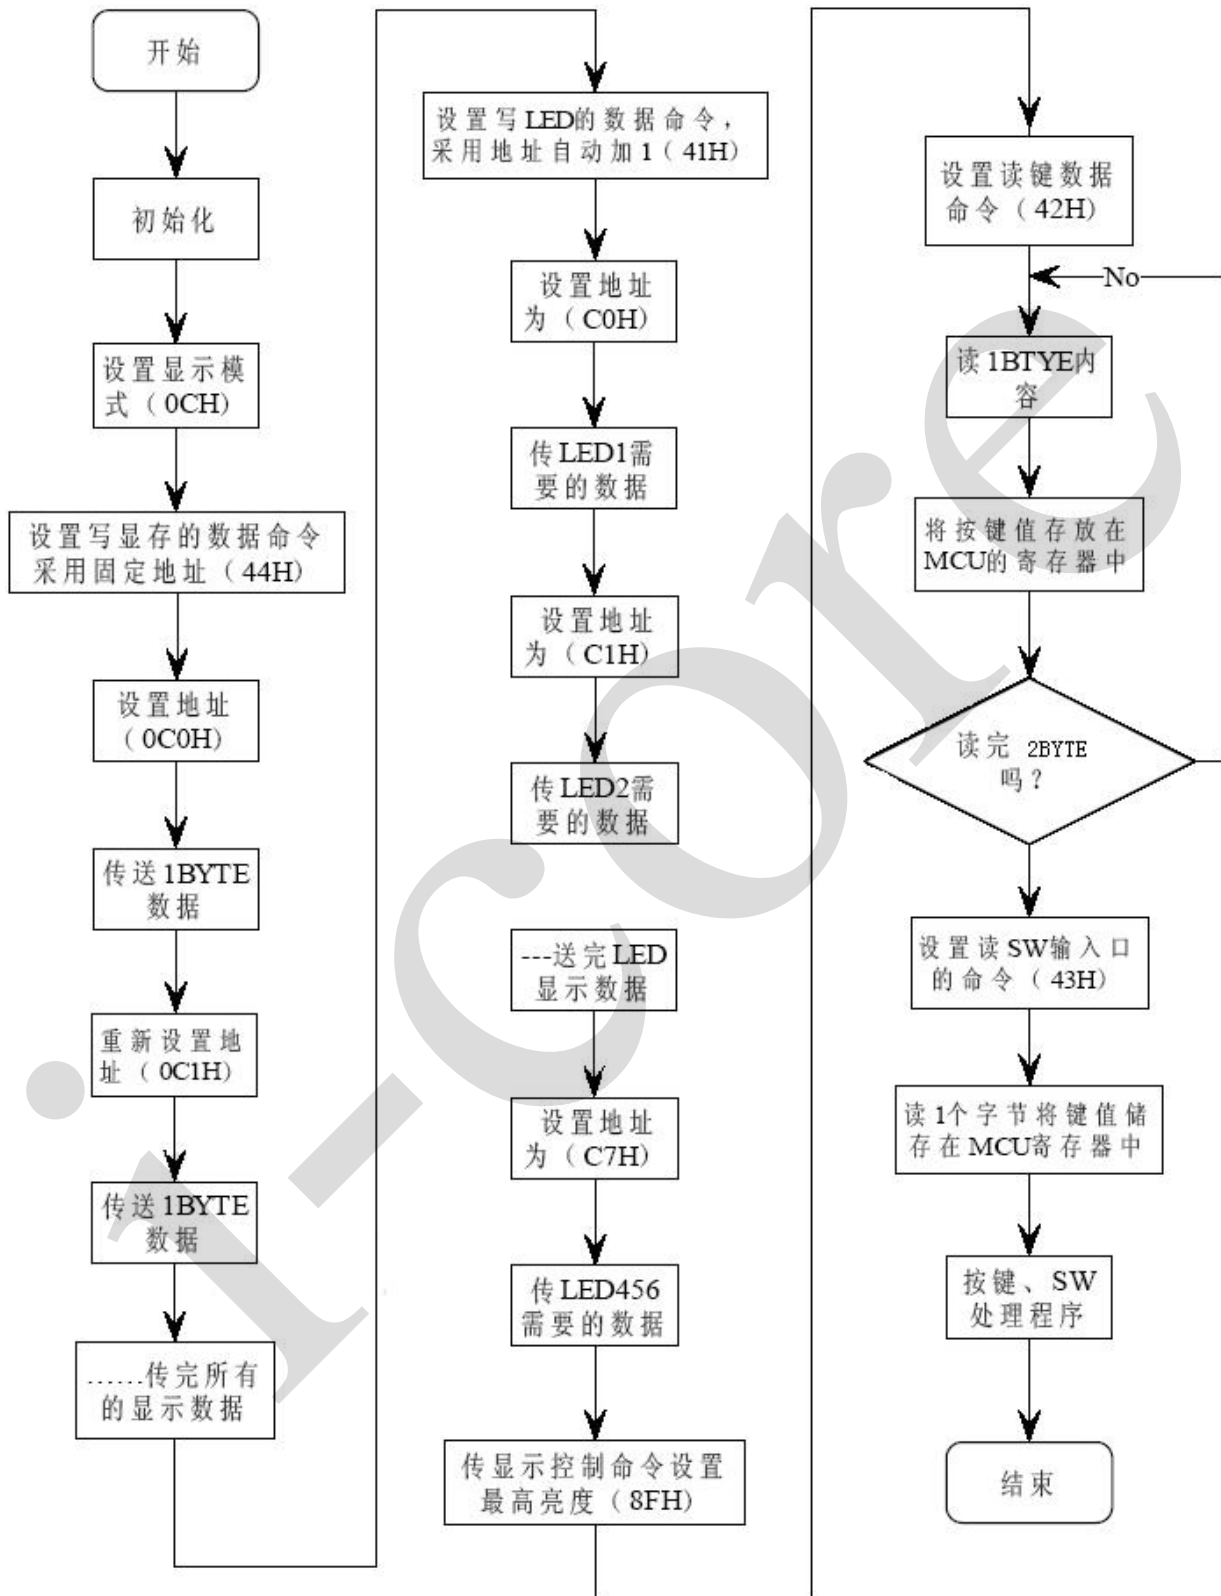 开始
初始化
设置显示模
式（0CH）
设置写显存的数据命令
采用固定地址（44H）
设置地址
（0C0H）
传送1BYTE
数据
重新设置地
址（0C1H）
传送1BYTE
数据
......传完所有
的显示数据
设置写LED的数据命令，
采用地址自动加1（41H）
设置地址
为（C0H）
传LED1需
要的数据
设置地址
为（C1H）
传LED2需
要的数据
---送完LED
显示数据
设置地址
为（C7H）
传LED456
需要的数据
传显示控制命令设置
最高亮度（8FH）
设置读键数据
命令（42H）
No
读1BTYE内
容
将按键值存放在
MCU的寄存器中
读完 2BYTE
吗？
设置读SW输入口
的命令（43H）
读1个字节将键值储
存在MCU寄存器中
按键、SW
处理程序
结束
i-core